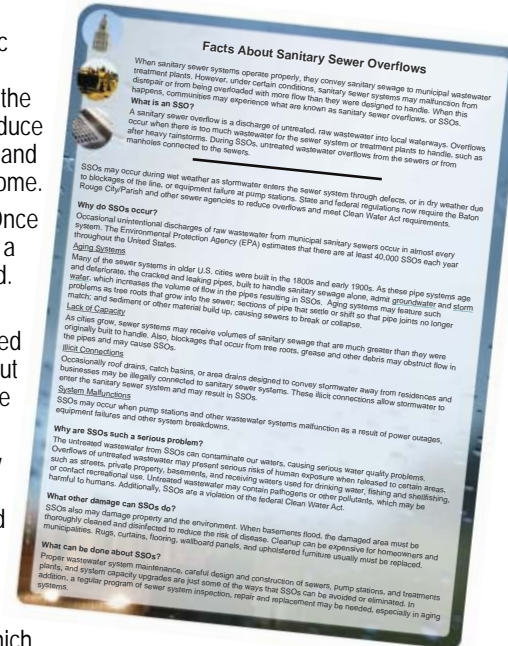 c
the
duce
and
ome.
Once
a
d.
ed
ut
e
d
hich
Facts About Sanitary Sewer Overflows
When sanitary sewer systems operate properly, they convey sanitary sewage to municipal wastewater
treatment plants. However, under certain conditions, sanitary sewer systems may malfunction from
disrepair or from being overloaded with more flow than they were designed to handle. When this
happens, communities may experience what are known as sanitary sewer overflows, or SSOs.
What is an SSO?
A sanitary sewer overflow is a discharge of untreated, raw wastewater into local waterways. Overflows
occur when there is too much wastewater for the sewer system or treatment plants to handle, such as
after heavy rainstorms. During SSOs, untreated wastewater overflows from the sewers or from
manholes connected to the sewers.
SSOs may occur during wet weather as stormwater enters the sewer system through defects, or in dry weather due
to blockages of the line, or equipment failure at pump stations. State and federal regulations now require the Baton
Rouge City/Parish and other sewer agencies to reduce overflows and meet Clean Water Act requirements.
Why do SSOs occur?
Occasional unintentional discharges of raw wastewater from municipal sanitary sewers occur in almost every
system. The Environmental Protection Agency (EPA) estimates that there are at least 40,000 SSOs each year
throughout the United States.
Aging Systems
Many of the sewer systems in older U.S. cities were built in the 1800s and early 1900s. As these pipe systems age
and deteriorate, the cracked and leaking pipes, built to handle sanitary sewage alone, admit groundwater and storm
water, which increases the volume of flow in the pipes resulting in SSOs. Aging systems may feature such
problems as tree roots that grow into the sewer; sections of pipe that settle or shift so that pipe joints no longer
match; and sediment or other material build up, causing sewers to break or collapse.
Lack of Capacity
As cities grow, sewer systems may receive volumes of sanitary sewage that are much greater than they were
originally built to handle. Also, blockages that occur from tree roots, grease and other debris may obstruct flow in
the pipes and may cause SSOs.
Illicit Connections
Occasionally roof drains, catch basins, or area drains designed to convey stormwater away from residences and
businesses may be illegally connected to sanitary sewer systems. These illicit connections allow stormwater to
enter the sanitary sewer system and may result in SSOs.
System Malfunctions
SSOs may occur when pump stations and other wastewater systems malfunction as a result of power outages,
equipment failures and other system breakdowns.
Why are SSOs such a serious problem?
The untreated wastewater from SSOs can contaminate our waters, causing serious water quality problems.
Overflows of untreated wastewater may present serious risks of human exposure when released to certain areas,
such as streets, private property, basements, and receiving waters used for drinking water, fishing and shellfishing,
or contact recreational use. Untreated wastewater may contain pathogens or other pollutants, which may be
harmful to humans. Additionally, SSOs are a violation of the federal Clean Water Act.
What other damage can SSOs do?
SSOs also may damage property and the environment. When basements flood, the damaged area must be
thoroughly cleaned and disinfected to reduce the risk of disease. Cleanup can be expensive for homeowners and
municipalities. Rugs, curtains, flooring, wallboard panels, and upholstered furniture usually must be replaced.
What can be done about SSOs?
Proper wastewater system maintenance, careful design and construction of sewers, pump stations, and treatments
plants, and system capacity upgrades are just some of the ways that SSOs can be avoided or eliminated. In
addition, a regular program of sewer system inspection, repair and replacement may be needed, especially in aging
systems.